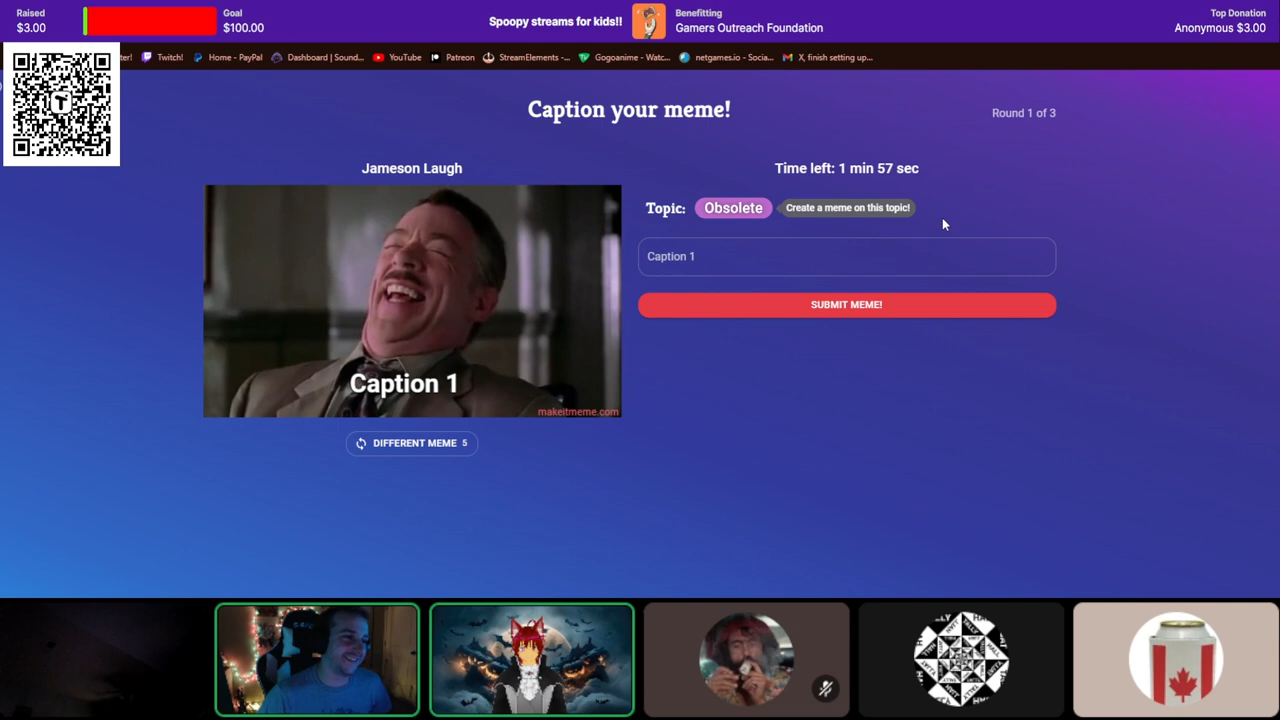 Raised
$3.00
Goal
$100.00
Spoopy streams for kids!!
Benefitting
Gamers Outreach Foundation
Top Donation
Anonymous $3.00
ter!
Twitch!
Home - PayPal
Dashboard | Sound...
YouTube
Patreon
StreamElements -...
Gogoanime - Watc...
netgames.io - Socia...
X, finish setting up...
Caption your meme!
Round 1 of 3
Jameson Laugh
Time left: 1 min 57 sec
Topic:
Obsolete
Create a meme on this topic!
Caption 1
SUBMIT MEME!
Caption 1
makeitmeme.com
DIFFERENT MEME 5